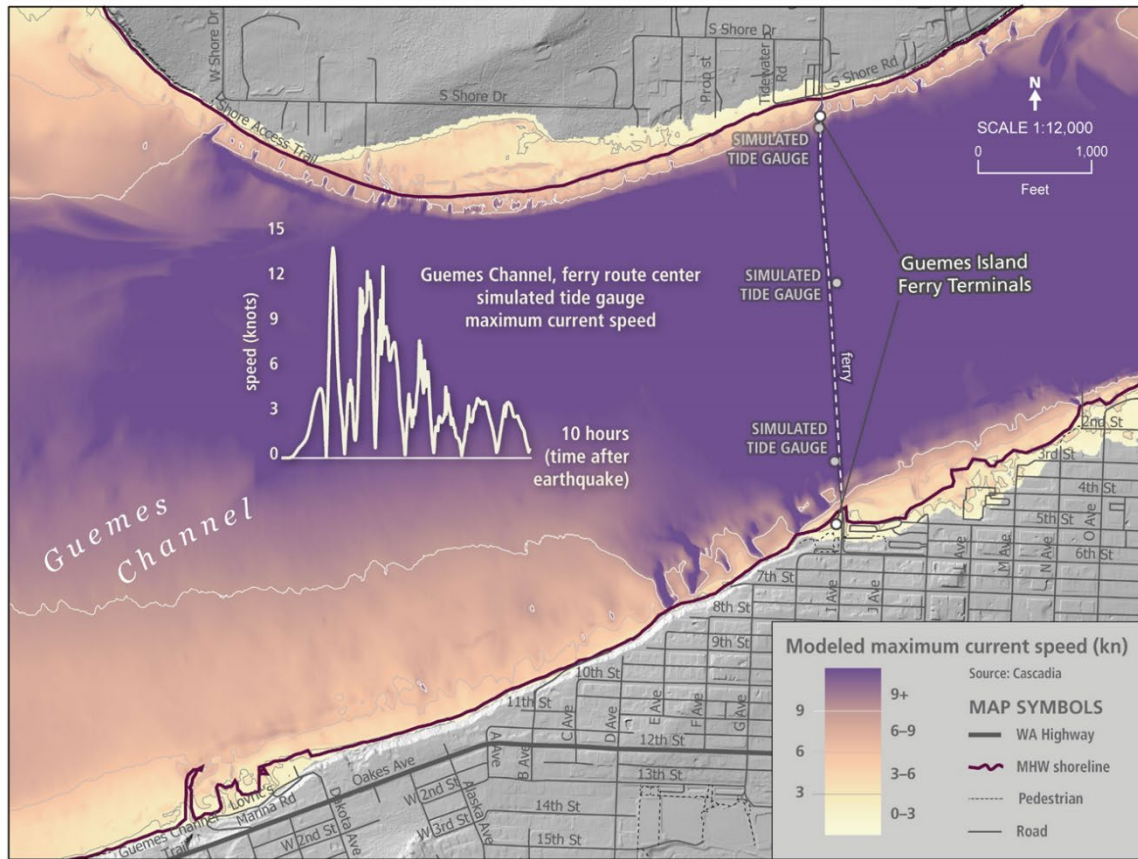 S Shore Dr
S Shore Dr
W Shore Dr
S Shore Dr
S Shore Dr
Prop st
Tidewater
Rd
S Shore Rd
Shore Access Trail
N
SCALE 1:12,000
0
1,000
Feet
SIMULATED
TIDE GAUGE
SIMULATED
TIDE GAUGE
SIMULATED
TIDE GAUGE
ferry
Guemes Island
Ferry Terminals
15
12
9
6
3
0
speed (knots)
Guemes Channel, ferry route center
simulated tide gauge
maximum current speed
10 hours
(time after
earthquake)
Guemes
Channel
2nd St
3rd St
4th St
5th St
6th St
7th St
8th St
9th St
10th St
11th St
12th St
13th St
14th St
15th St
A Ave
B Ave
C Ave
D Ave
E Ave
F Ave
G Ave
I Ave
J Ave
L Ave
M Ave
N Ave
O Ave
Oakes Ave
W 2nd St
W 3rd St
W 2nd St
Dakota Ave
Alaska Ave
Lovric's
Marina Rd
Guemes Channel
Trail
Modeled maximum current speed (kn)
Source: Cascadia
9
6
3
9+
6–9
3–6
0–3
MAP SYMBOLS
WA Highway
MHW shoreline
Pedestrian
Road